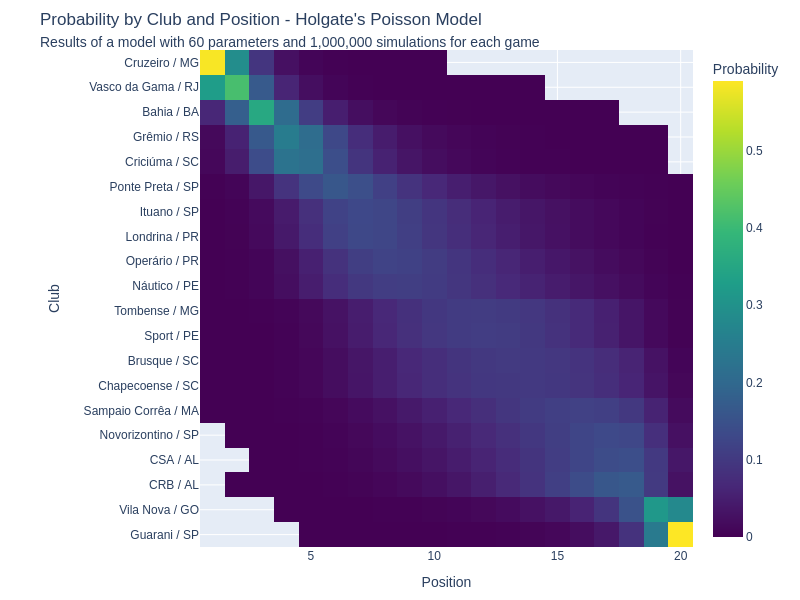 Probability by Club and Position - Holgate's Poisson Model
Results of a model with 60 parameters and 1,000,000 simulations for each game
Probability
Cruzeiro / MG
Vasco da Gama / RJ
Bahia / BA
Grêmio / RS
Criciúma / SC
Ponte Preta / SP
Ituano / SP
Londrina / PR
Operário / PR
Náutico / PE
Tombense / MG
Sport / PE
Brusque / SC
Chapecoense / SC
Sampaio Corrêa / MA
Novorizontino / SP
CSA / AL
CRB / AL
Vila Nova / GO
Guarani / SP
Club
0.5
0.4
0.3
0.2
0.1
0
5
10
15
20
Position